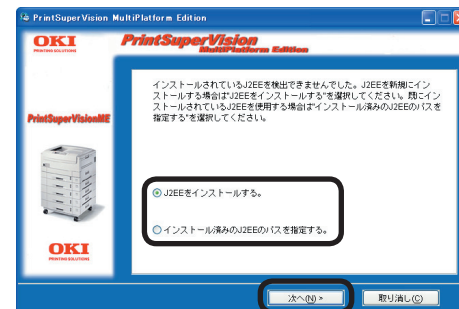 PrintSuperVision MultiPlatform Edition
OKI
PRINTING SOLUTIONS
PrintSuperVision
MultiPlatform Edition
インストールされているJ2EEを検出できませんでした。J2EEを新規にイン
ストールする場合は"J2EEをインストールする"を選択してください。既にイン
ストールされているJ2EEを使用する場合は"インストール済みのJ2EEのパスを
指定する"を選択してください。
PrintSuperVisionME
J2EEをインストールする。
インストール済みのJ2EEのパスを指定する。
OKI
PRINTING SOLUTIONS
次へ(N) >
取り消し(C)